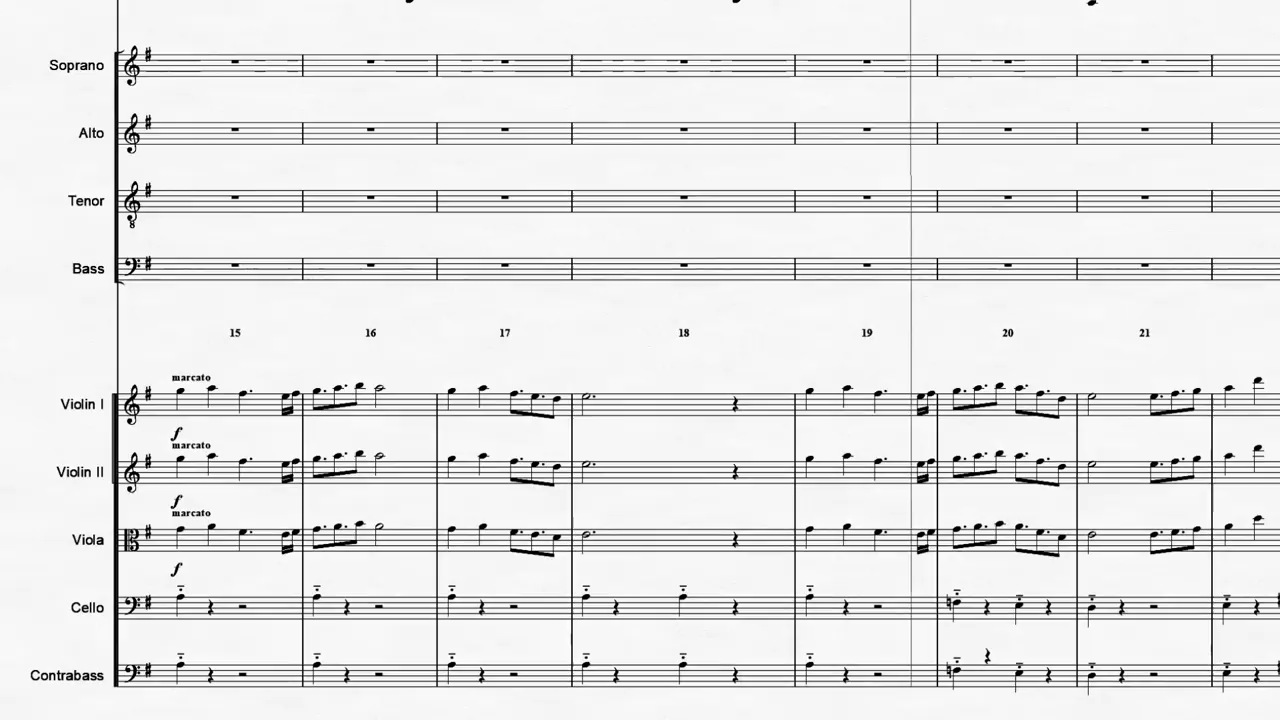 Soprano
Alto
Tenor
Bass
15 16 17 18 19 20 21
marcato
Violin I
f
marcato
Violin II
f
marcato
Viola
f
Cello
Contrabass